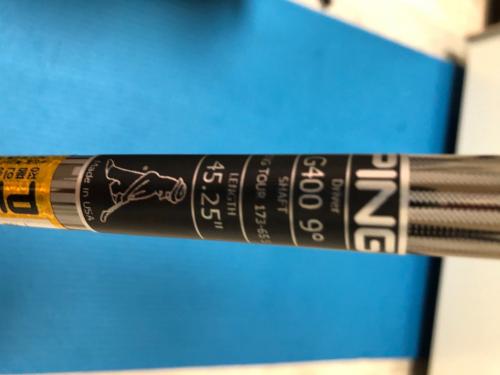 PING
Driver
G400 9°
SHAFT
TOUR 173-65
LENGTH
45.25"
Made in USA